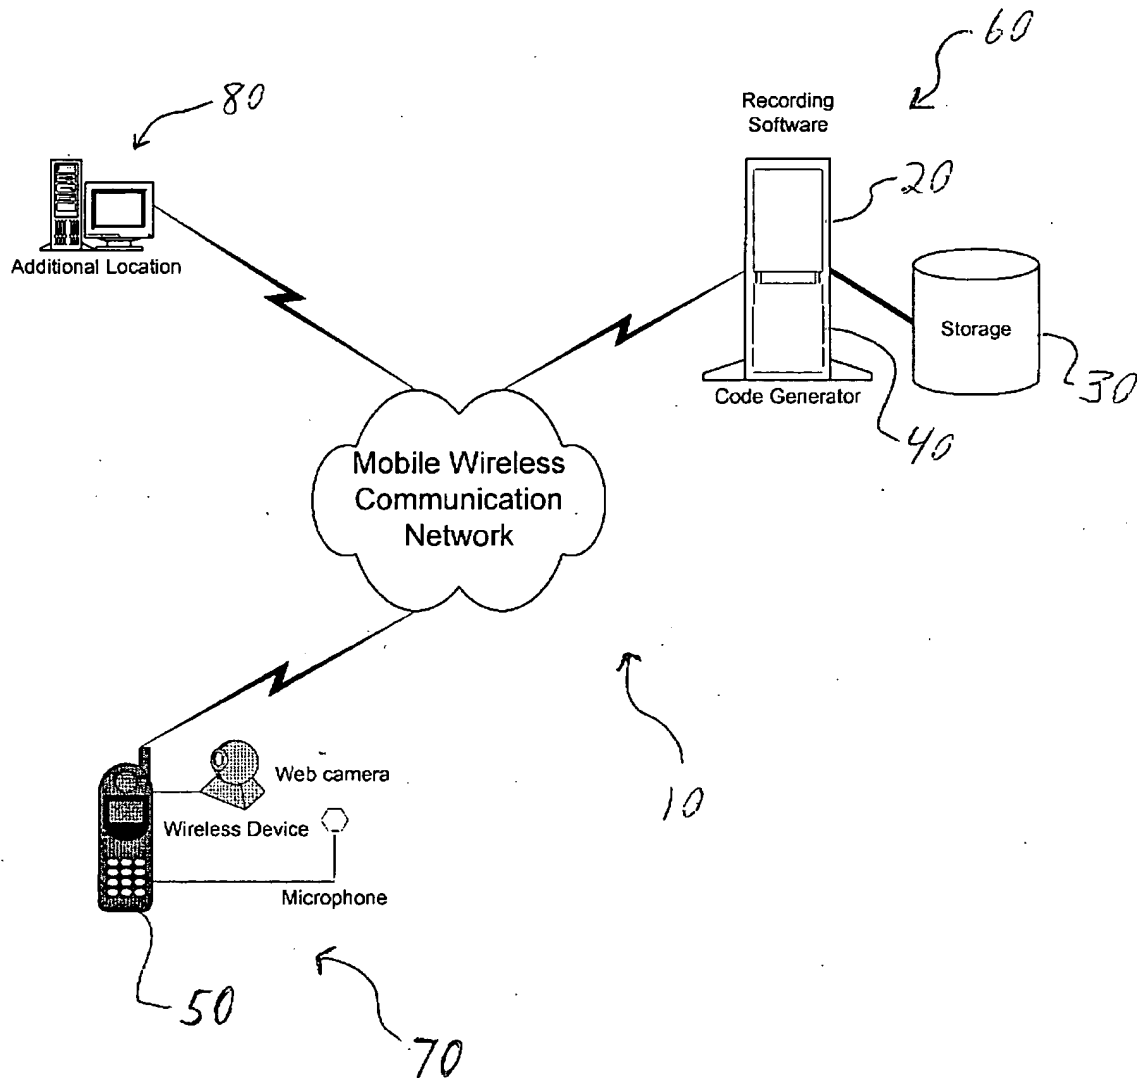 60
80
Recording
Software
20
Additional Location
Storage
30
Code Generator
40
Mobile Wireless
Communication
Network
10
Web camera
Wireless Device
Microphone
50
70